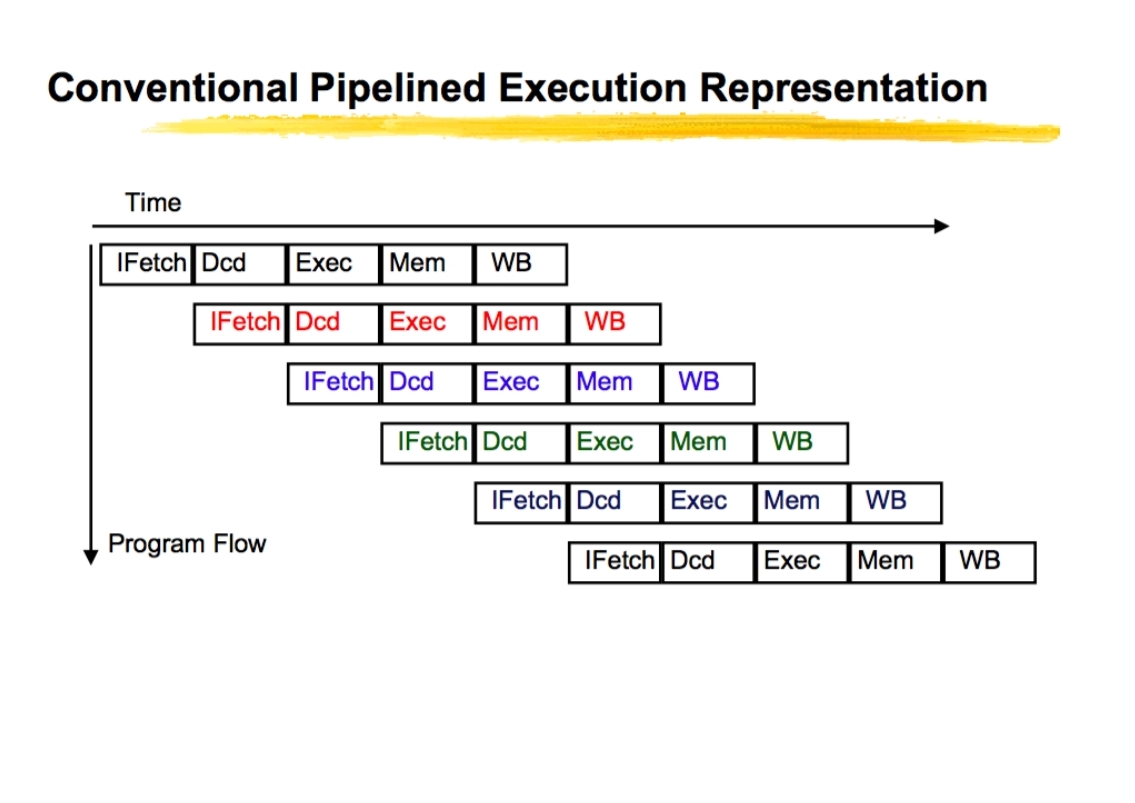 Conventional Pipelined Execution Representation
Time
IFetch Dcd Exec Mem WB
IFetch Dcd Exec Mem WB
IFetch Dcd Exec Mem WB
IFetch Dcd Exec Mem WB
IFetch Dcd Exec Mem WB
Program Flow
IFetch Dcd Exec Mem WB